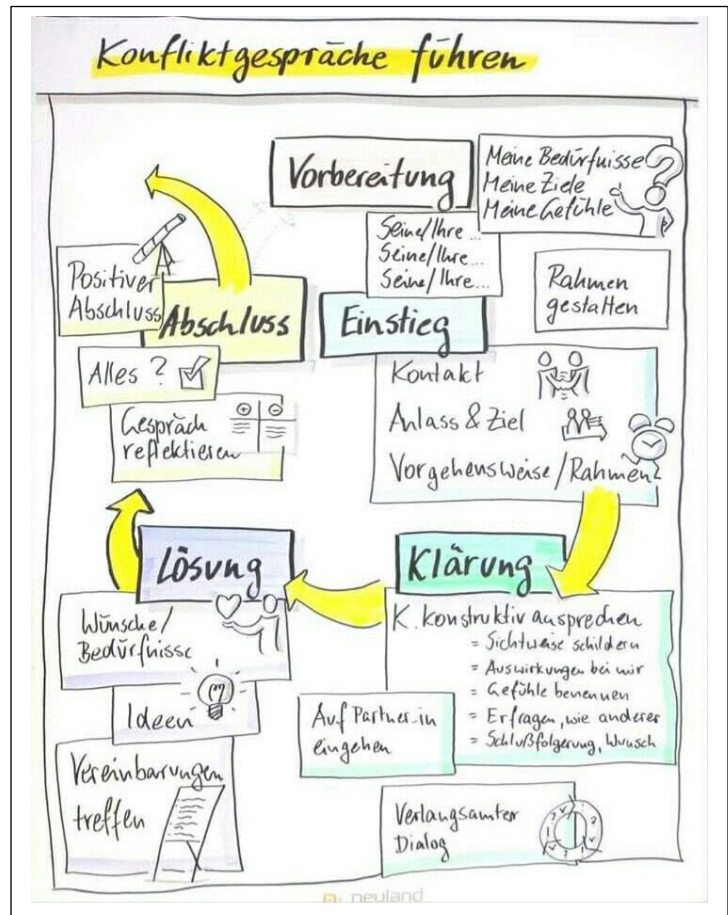 Konfliktgespräche führen
Vorbereitung
Meine Bedürfnisse
Meine Ziele
Meine Gefühle
Seine/Ihre...
Seine/Ihre...
Seine/Ihre...
Rahmen
gestalten
Einstieg
Kontakt
Anlass & Ziel
Vorgehensweise/Rahmen
Klärung
K. konstruktiv ansprechen
= Sichtweise schildern
= Auswirkungen bei mir
= Gefühle benennen
= Erfragen, wie anderer
= Schlußfolgerung, Wunsch
Auf Partner_in
eingehen
Verlangsamter
Dialog
Lösung
Wünsche/
Bedürfnisse
Ideen
Vereinbarungen
treffen
Abschluss
Gespräch
reflektieren
Alles?
Positiver
Abschluss
neuland